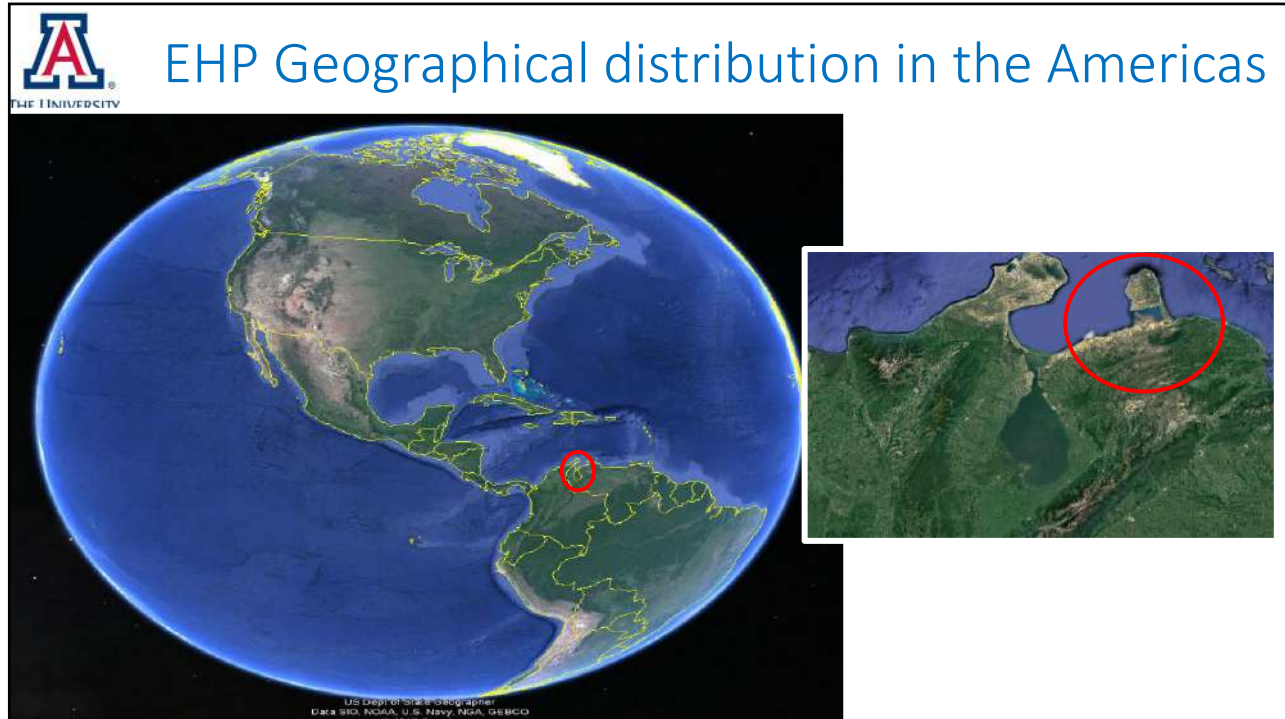 A
®
THE UNIVERSITY
EHP Geographical distribution in the Americas
US Dept of State Geographer
Data SIO, NOAA, U.S. Navy, NGA, GEBCO